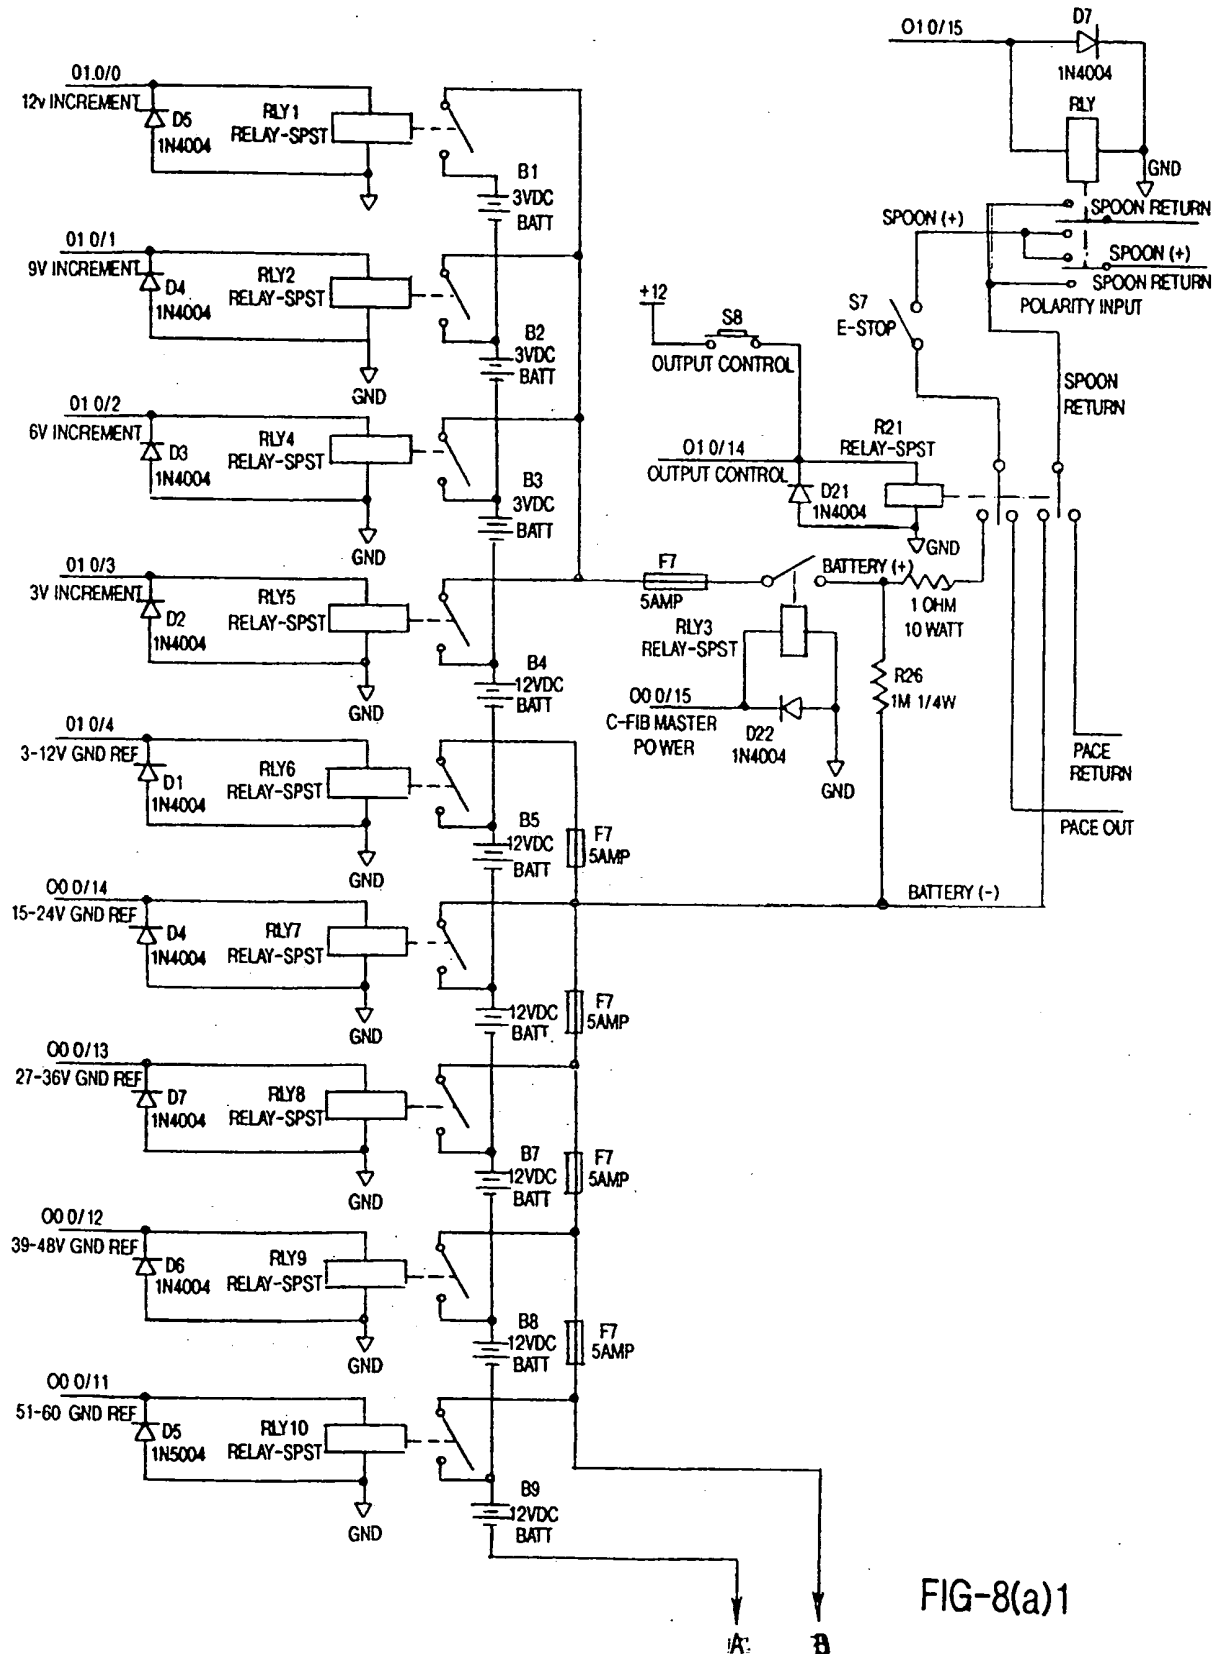 01.0/0
12v INCREMENT
D5
1N4004
RLY1
RELAY-SPST
B1
3VDC
BATT
01 0/1
9V INCREMENT
D4
1N4004
RLY2
RELAY-SPST
GND
B2
3VDC
BATT
01 0/2
6V INCREMENT
D3
1N4004
RLY4
RELAY-SPST
GND
B3
3VDC
BATT
01 0/3
3V INCREMENT
D2
1N4004
RLY5
RELAY-SPST
GND
B4
12VDC
BATT
01 0/4
3-12V GND REF
D1
1N4004
RLY6
RELAY-SPST
GND
B5
12VDC
BATT
F7
5AMP
O0 0/14
15-24V GND REF
D4
1N4004
RLY7
RELAY-SPST
GND
12VDC
BATT.
F7
5AMP
O0 0/13
27-36V GND REF
D7
1N4004
RLY8
RELAY-SPST
GND
B7
12VDC
BATT
F7
5AMP
O0 0/12
39-48V GND REF
D6
1N4004
RLY9
RELAY-SPST
GND
B8
12VDC
BATT
F7
5AMP
O0 0/11
51-60 GND REF
D5
1N5004
RLY10
RELAY-SPST
GND
B9
12VDC
BATT
A
B
O1 0/15
D7
1N4004
RLY
GND
SPOON RETURN
SPOON (+)
SPOON (+)
SPOON RETURN
POLARITY INPUT
S7
E-STOP
+12
S8
OUTPUT CONTROL
SPOON
RETURN
R21
RELAY-SPST
O1 0/14
OUTPUT CONTROL
D21
1N4004
GND
F7
5AMP
BATTERY (+)
1 OHM
10 WATT
RLY3
RELAY-SPST
R26
1M 1/4W
O0 0/15
C-FIB MASTER
POWER
D22
1N4004
GND
PACE
RETURN
PACE OUT
BATTERY (-)
FIG-8(a)1